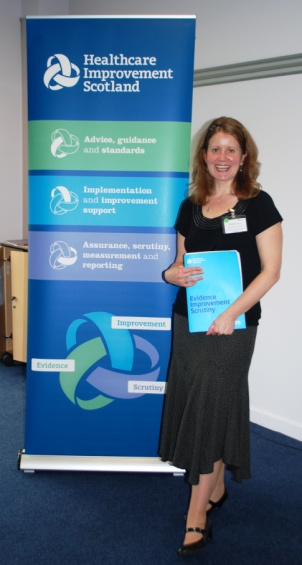 Healthcare
Improvement
Scotland
Advice, guidance
and standards
Implementation
and improvement
support
Assurance, scrutiny,
measurement and
reporting
Improvement
Evidence
Scrutiny
Evidence
Improvement
Scrutiny